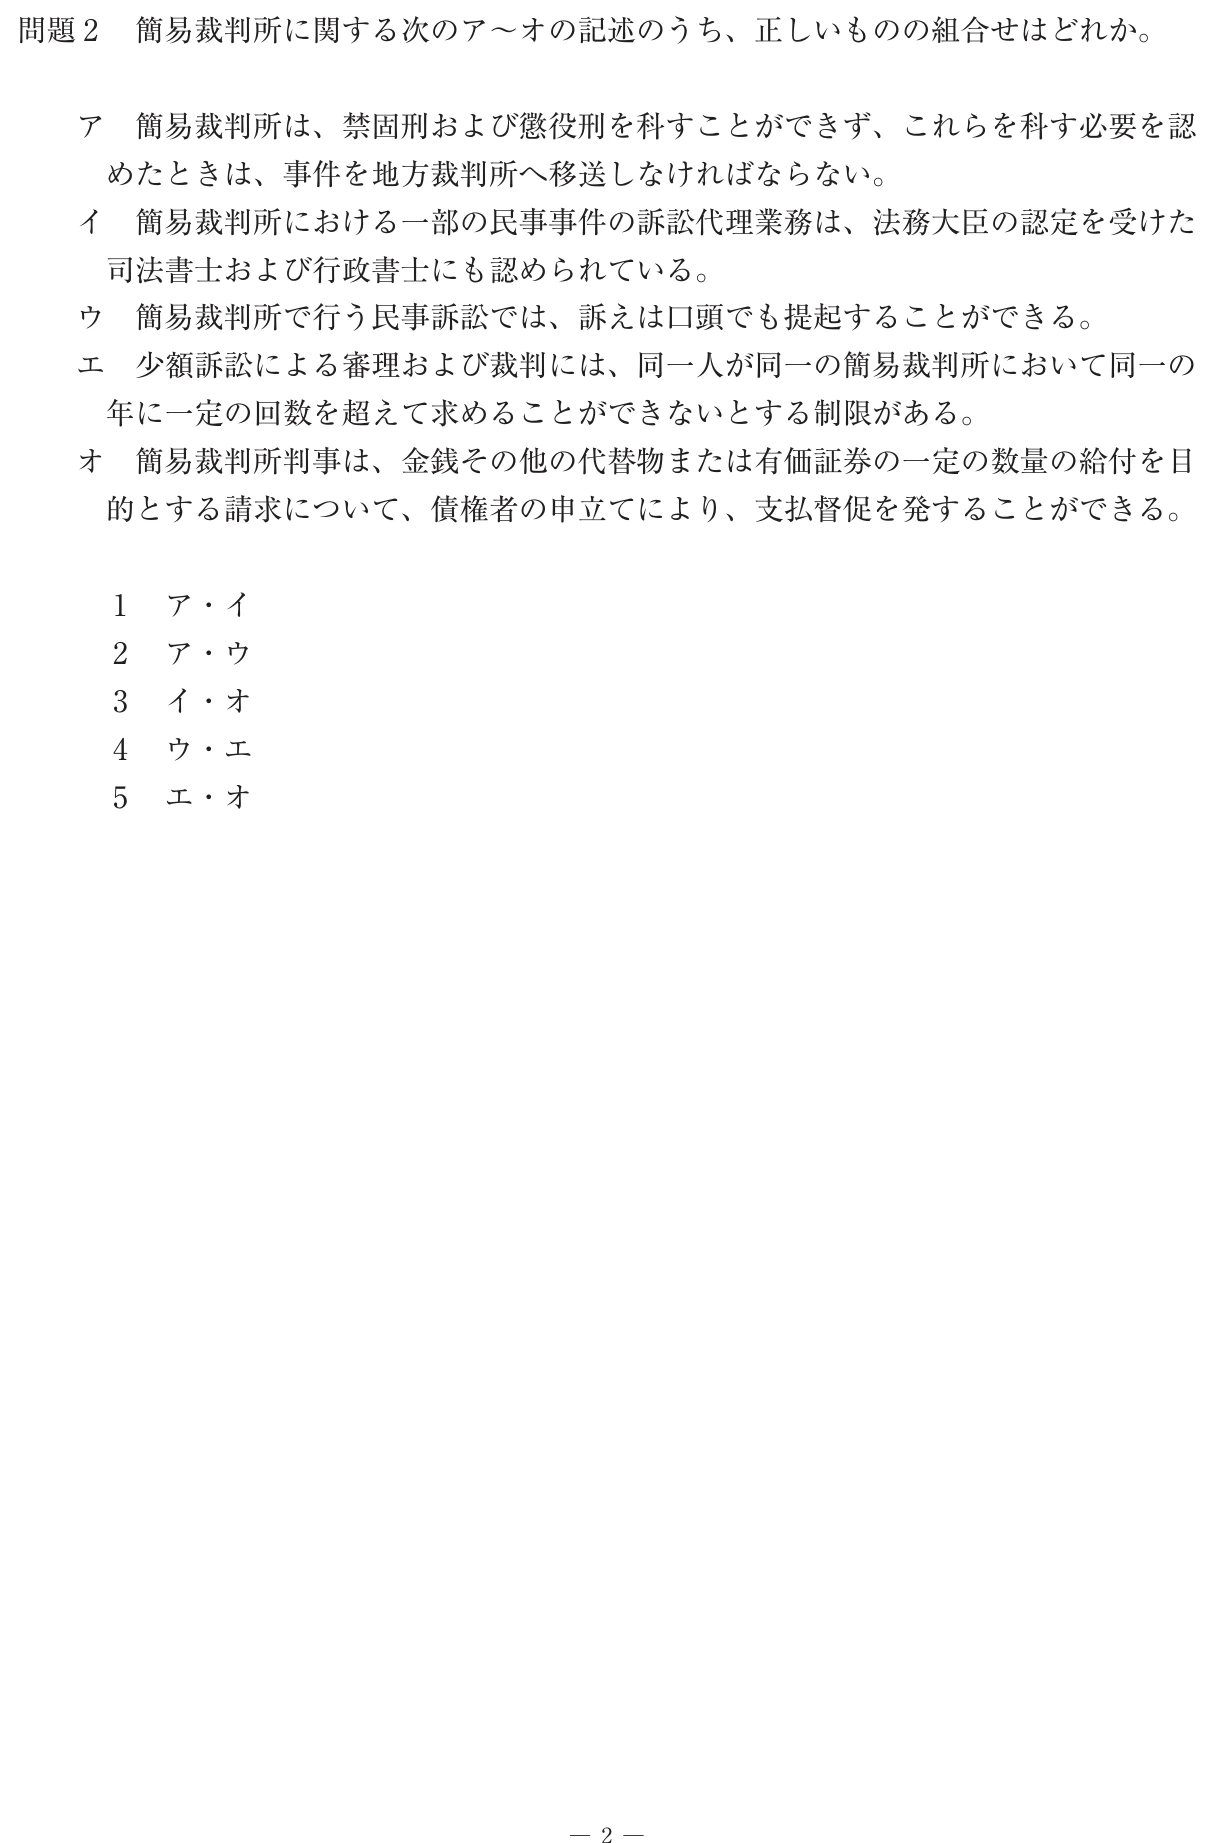 問題2　簡易裁判所に関する次のア〜オの記述のうち、正しいものの組合せはどれか。
ア　簡易裁判所は、禁固刑および懲役刑を科すことができず、これらを科す必要を認
めたときは、事件を地方裁判所へ移送しなければならない。
イ　簡易裁判所における一部の民事事件の訴訟代理業務は、法務大臣の認定を受けた
司法書士および行政書士にも認められている。
ウ　簡易裁判所で行う民事訴訟では、訴えは口頭でも提起することができる。
エ　少額訴訟による審理および裁判には、同一人が同一の簡易裁判所において同一の
年に一定の回数を超えて求めることができないとする制限がある。
オ　簡易裁判所判事は、金銭その他の代替物または有価証券の一定の数量の給付を目
的とする請求について、債権者の申立てにより、支払督促を発することができる。
1　ア・イ
2　ア・ウ
3　イ・オ
4　ウ・エ
5　エ・オ
― 2 ―